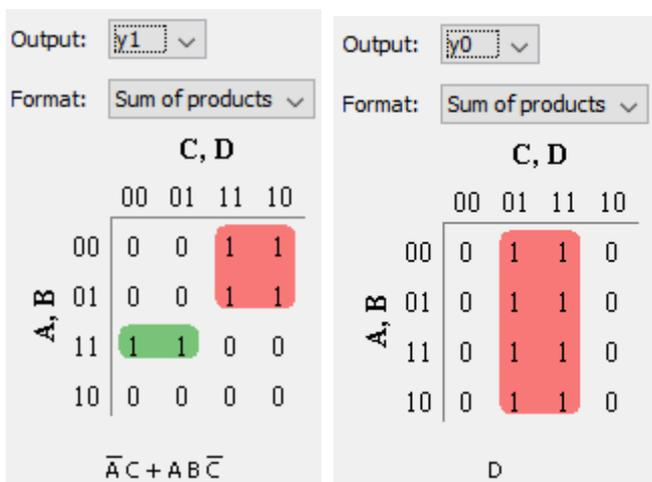 Output: y1
Format: Sum of products
C, D
00 01 11 10
00 0 0 1 1
A, B
01 0 0 1 1
11 1 1 0 0
10 0 0 0 0
A̅ C + A B C̅
Output: y0
Format: Sum of products
C, D
00 01 11 10
00 0 1 1 0
A, B
01 0 1 1 0
11 0 1 1 0
10 0 1 1 0
D